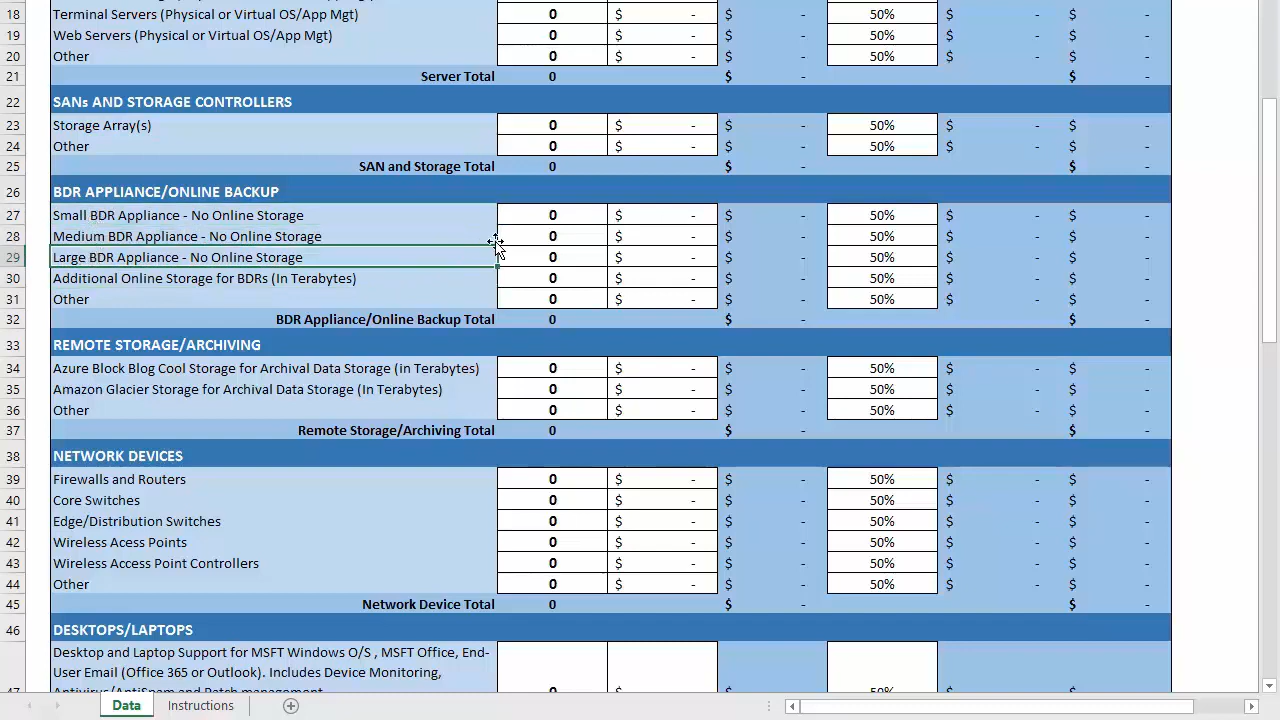 18 Terminal Servers (Physical or Virtual OS/App Mgt) 0 $ - $ - 50% $ - $ -
19 Web Servers (Physical or Virtual OS/App Mgt) 0 $ - $ - 50% $ - $ -
20 Other 0 $ - $ - 50% $ - $ -
21 Server Total 0 $ - $ -
22 SANs AND STORAGE CONTROLLERS
23 Storage Array(s) 0 $ - $ - 50% $ - $ -
24 Other 0 $ - $ - 50% $ - $ -
25 SAN and Storage Total 0 $ - $ -
26 BDR APPLIANCE/ONLINE BACKUP
27 Small BDR Appliance - No Online Storage 0 $ - $ - 50% $ - $ -
28 Medium BDR Appliance - No Online Storage 0 $ - $ - 50% $ - $ -
29 Large BDR Appliance - No Online Storage 0 $ - $ - 50% $ - $ -
30 Additional Online Storage for BDRs (In Terabytes) 0 $ - $ - 50% $ - $ -
31 Other 0 $ - $ - 50% $ - $ -
32 BDR Appliance/Online Backup Total 0 $ - $ -
33 REMOTE STORAGE/ARCHIVING
34 Azure Block Blog Cool Storage for Archival Data Storage (in Terabytes) 0 $ - $ - 50% $ - $ -
35 Amazon Glacier Storage for Archival Data Storage (In Terabytes) 0 $ - $ - 50% $ - $ -
36 Other 0 $ - $ - 50% $ - $ -
37 Remote Storage/Archiving Total 0 $ - $ -
38 NETWORK DEVICES
39 Firewalls and Routers 0 $ - $ - 50% $ - $ -
40 Core Switches 0 $ - $ - 50% $ - $ -
41 Edge/Distribution Switches 0 $ - $ - 50% $ - $ -
42 Wireless Acess Points 0 $ - $ - 50% $ - $ -
43 Wireless Access Point Controllers 0 $ - $ - 50% $ - $ -
44 Other 0 $ - $ - 50% $ - $ -
45 Network Device Total 0 $ - $ -
46 DESKTOPS/LAPTOPS
Desktop and Laptop Support for MSFT Windows O/S , MSFT Office, End-
User Email (Office 365 or Outlook). Includes Device Monitoring,
47 Antivirus/AntiSpam and Patch management 0 $ - $ - 50% $ - $ -
Data Instructions